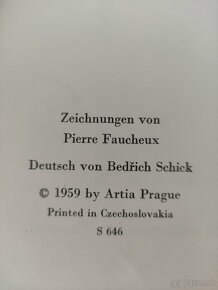 Zeichnungen von
Pierre Faucheux
Deutsch von Bedřich Schick
© 1959 by Artia Prague
Printed in Czechoslovakia
S 646